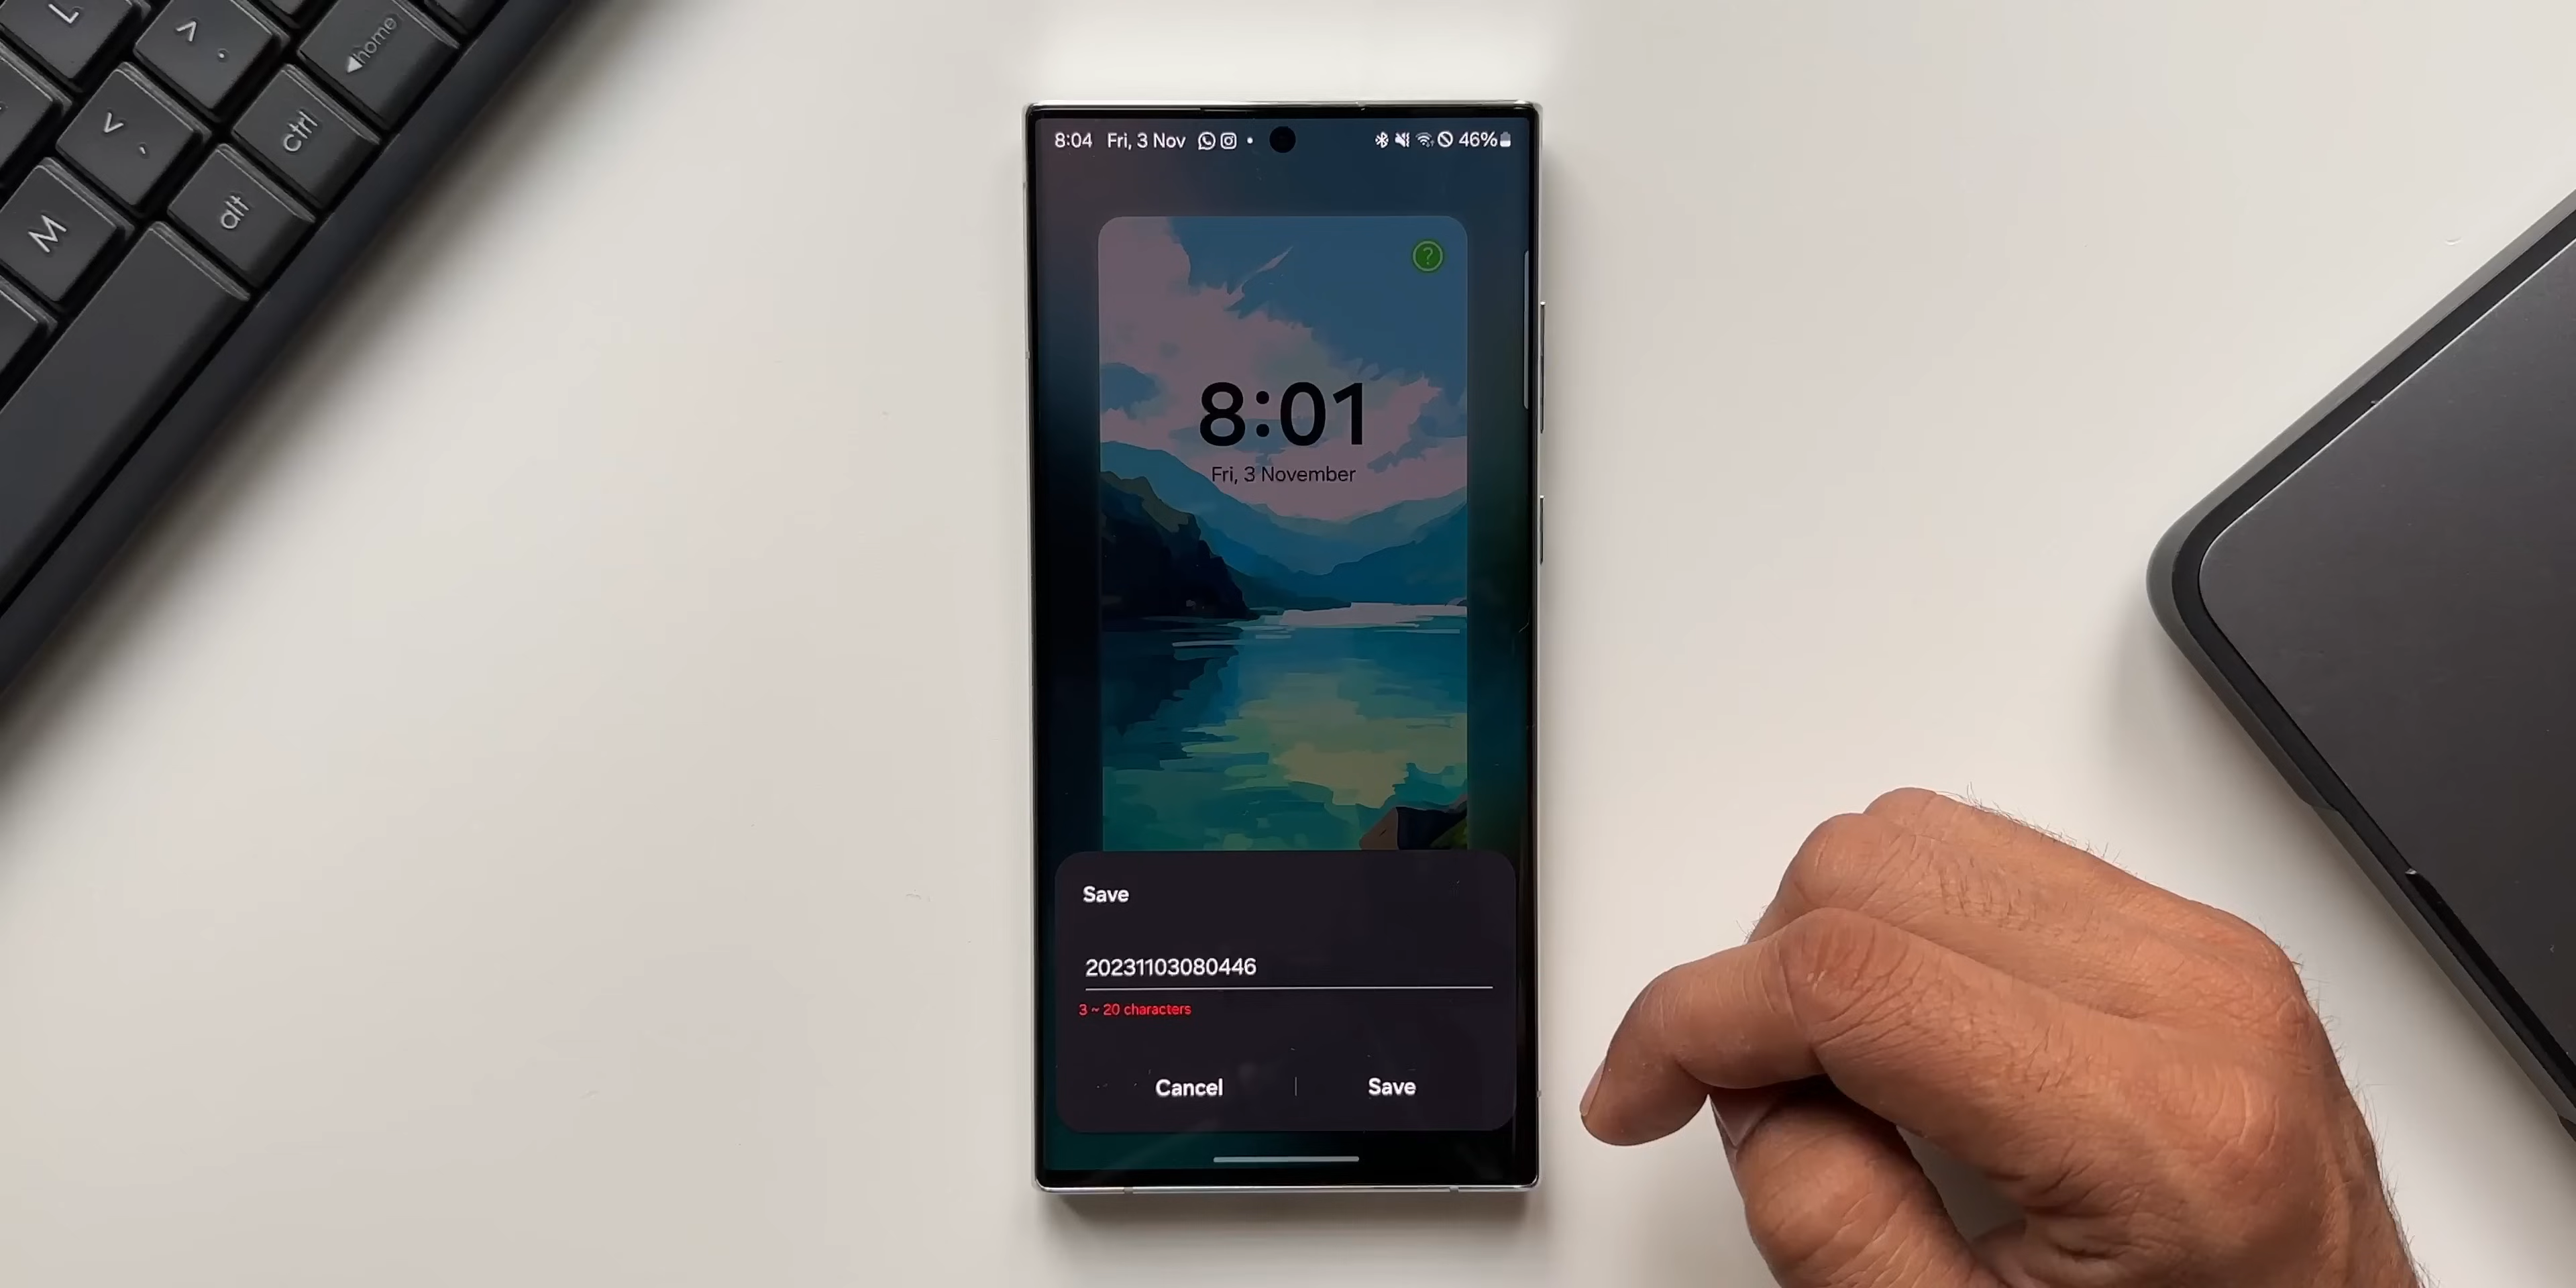 L
^ .
home
v ,
ctrl
M
alt
8:04 Fri, 3 Nov 46%
?
8:01
Fri, 3 November
Save
20231103080446
3 ~ 20 characters
Cancel Save